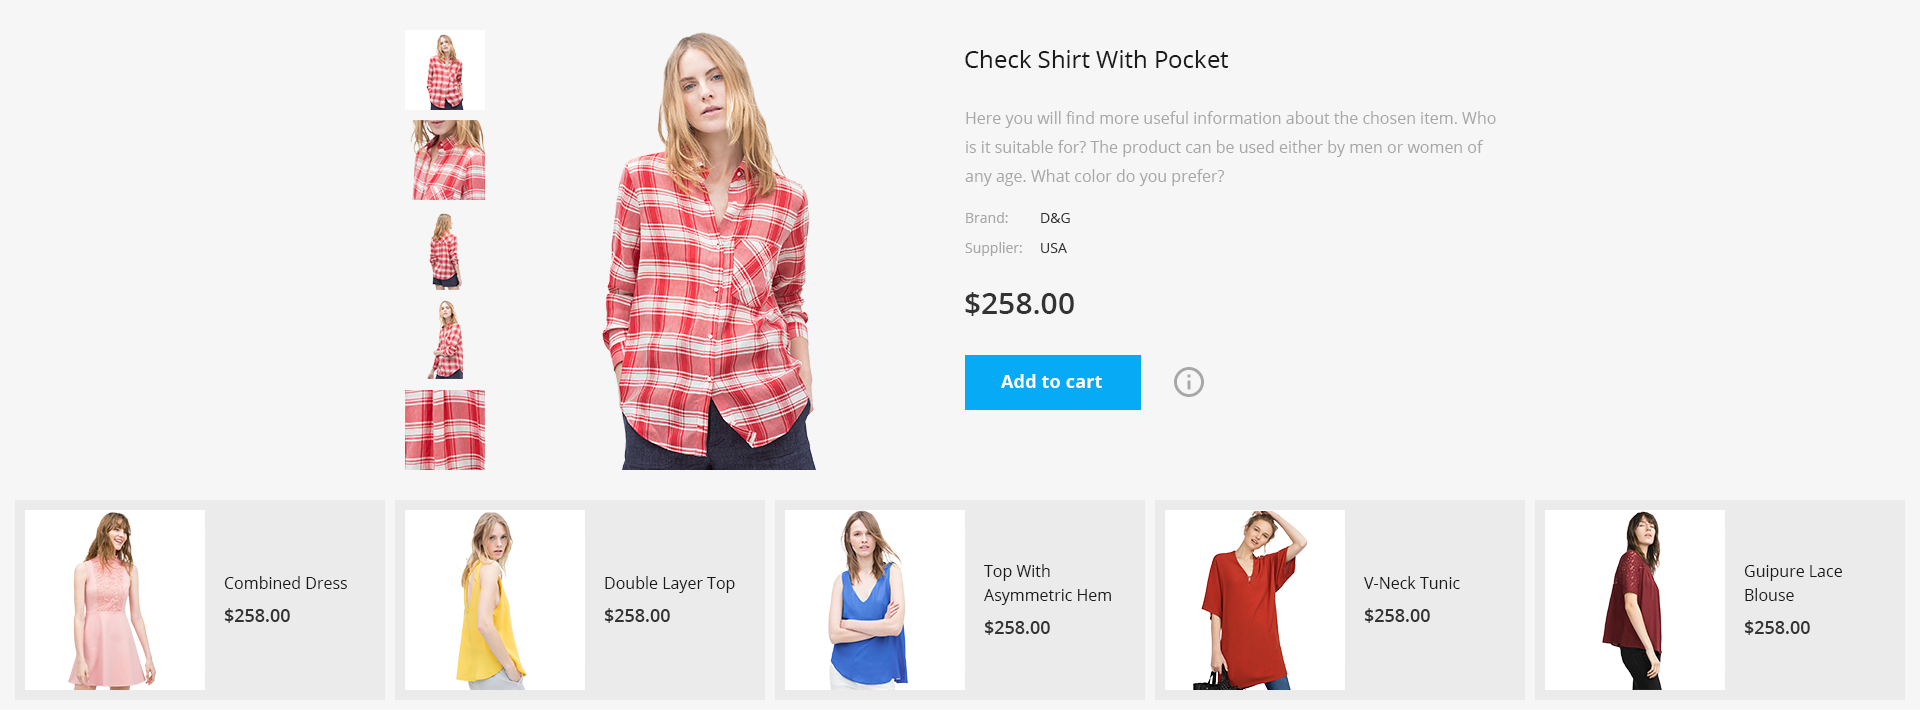 Check Shirt With Pocket
Here you will find more useful information about the chosen item. Who
is it suitable for? The product can be used either by men or women of
any age. What color do you prefer?
Brand: D&G
Supplier: USA
$258.00
Add to cart
Combined Dress
$258.00
Double Layer Top
$258.00
Top With
Asymmetric Hem
$258.00
V-Neck Tunic
$258.00
Guipure Lace
Blouse
$258.00